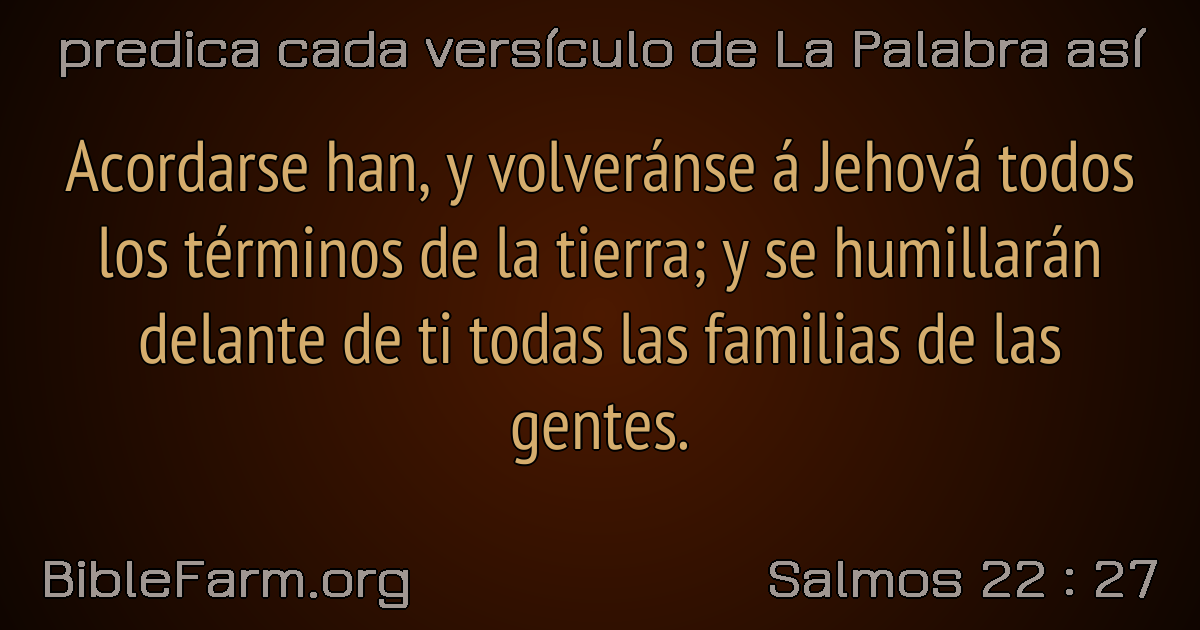 predica cada versículo de La Palabra así
Acordarse han, y volveránse á Jehová todos
los términos de la tierra; y se humillarán
delante de ti todas las familias de las
gentes.
BibleFarm.org
Salmos 22 : 27